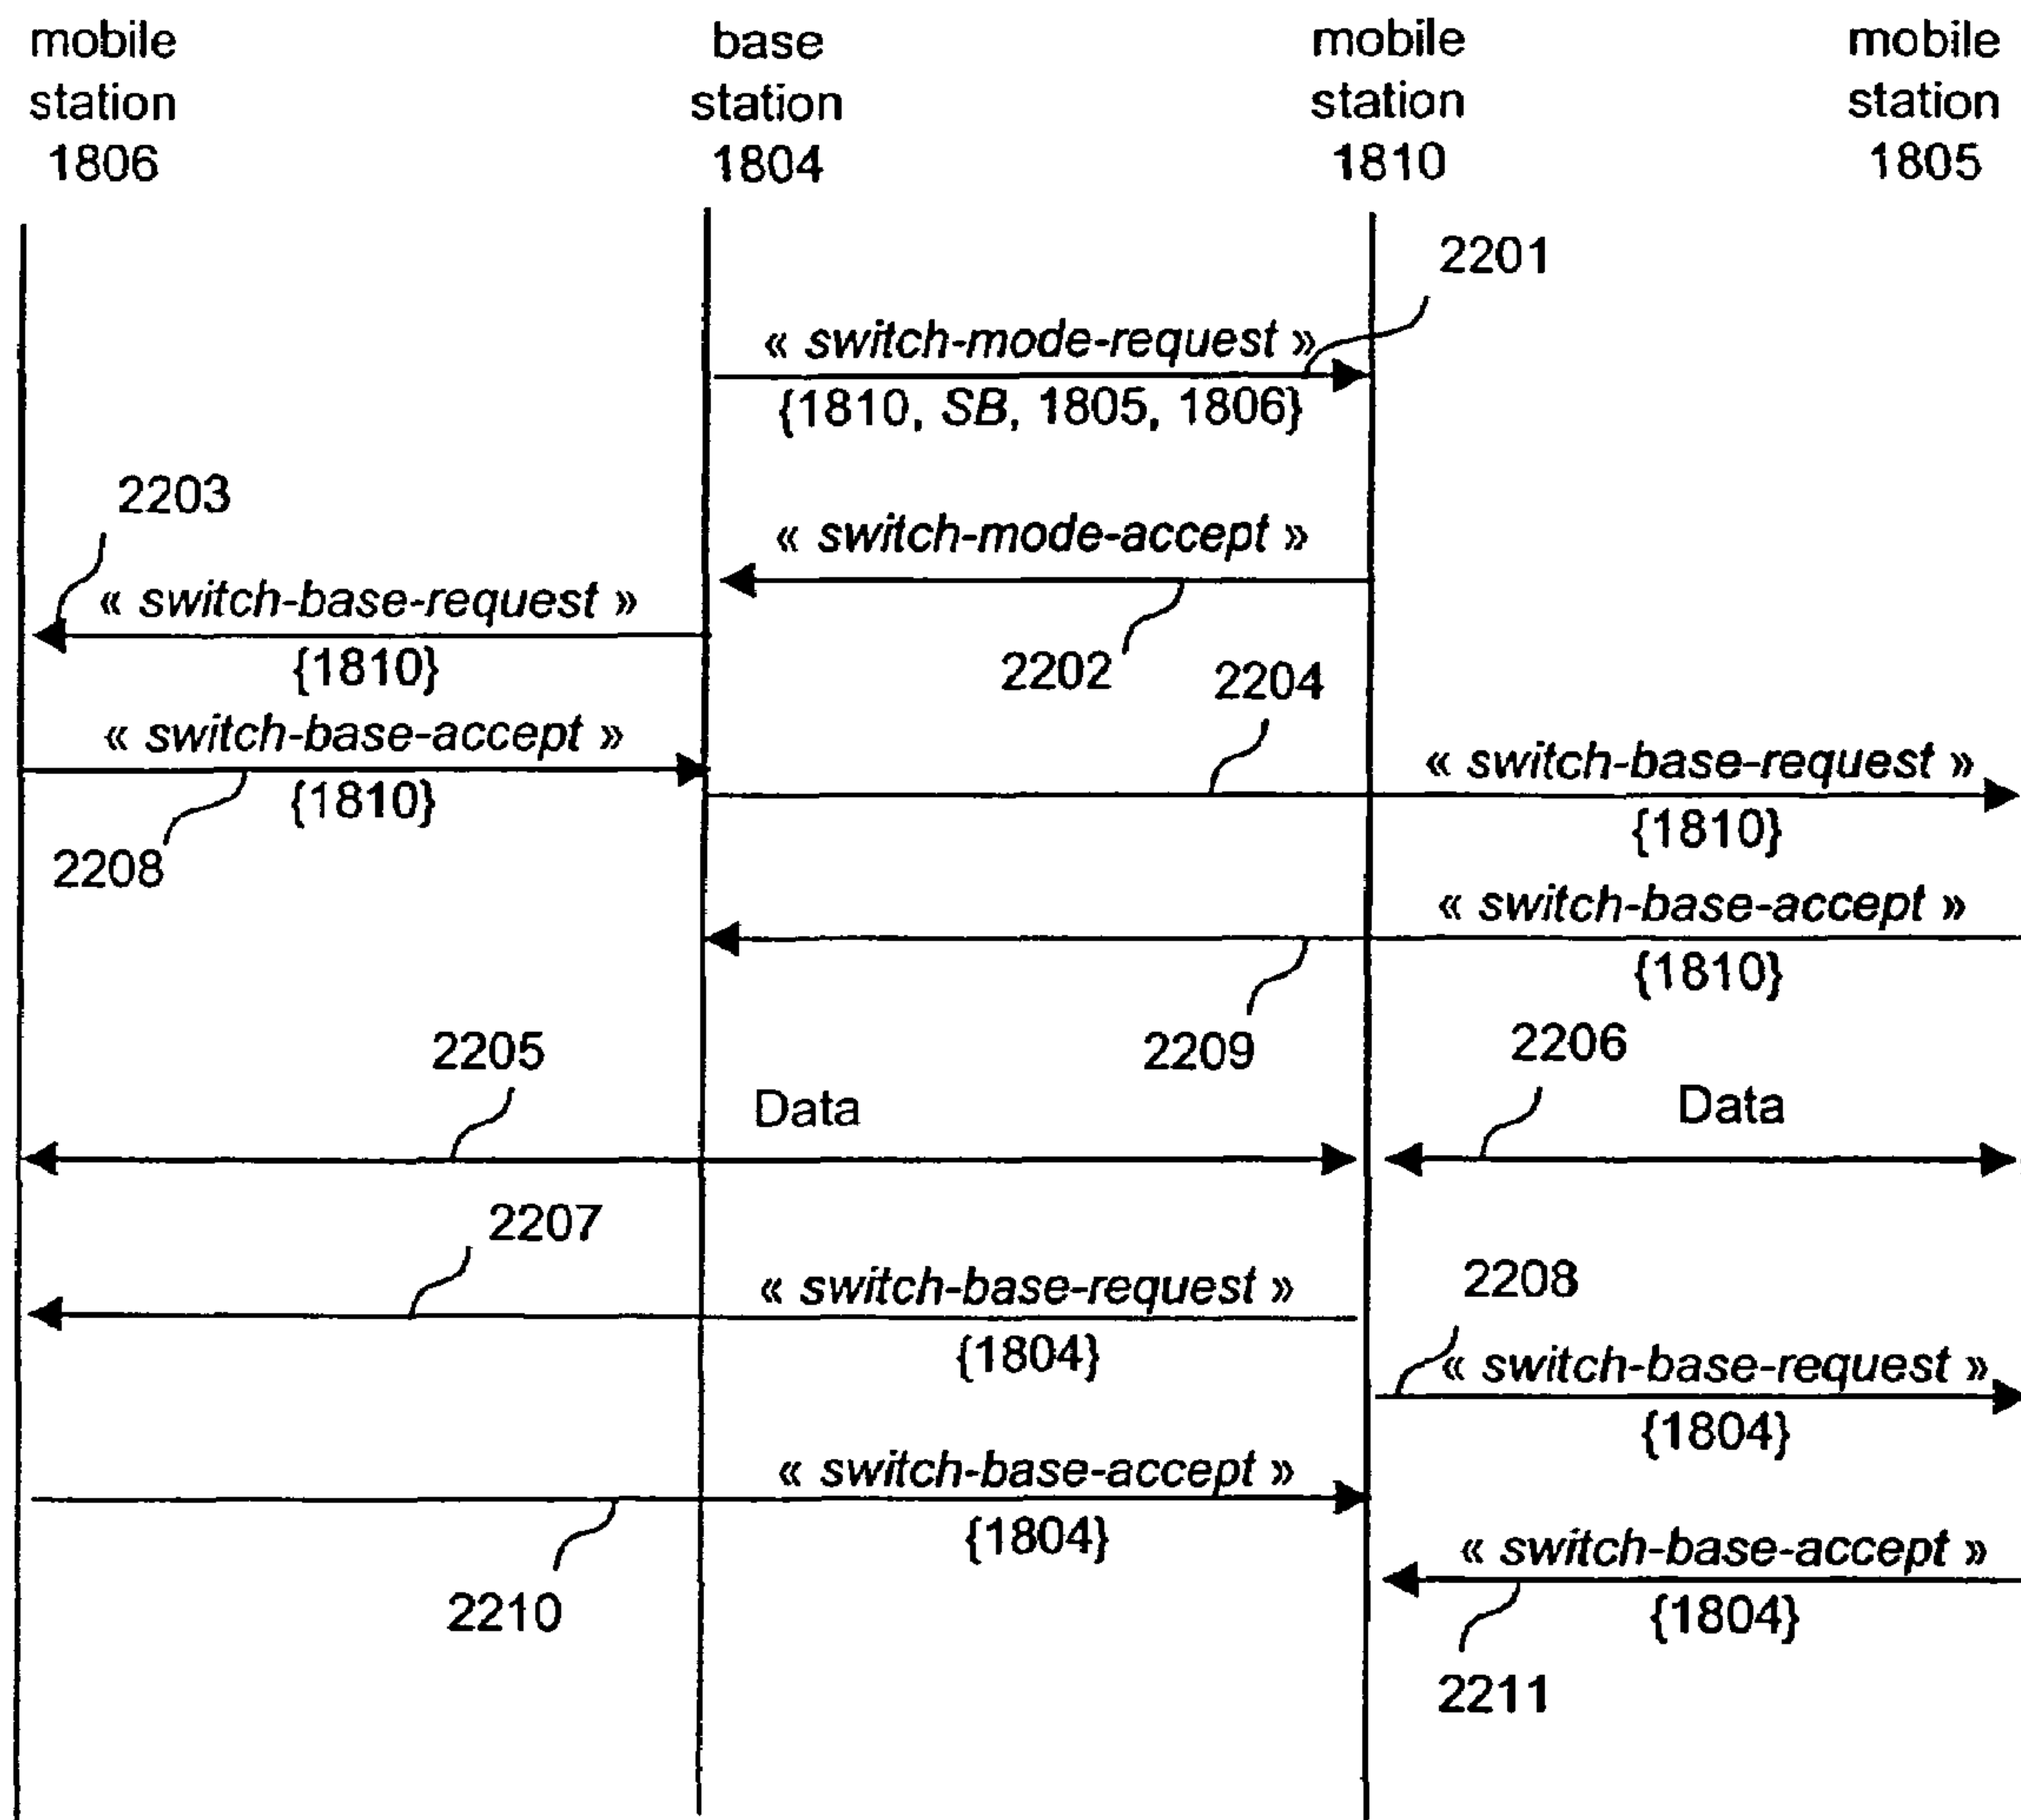 mobile
station
1806
base
station
1804
mobile
station
1810
mobile
station
1805
2201
« switch-mode-request »
{1810, SB, 1805, 1806}
2203
« switch-mode-accept »
« switch-base-request »
{1810}
2202
2204
« switch-base-accept »
{1810}
« switch-base-request »
{1810}
2208
« switch-base-accept »
{1810}
2205
2209
2206
Data
Data
2207
« switch-base-request »
{1804}
2208
« switch-base-request »
{1804}
« switch-base-accept »
{1804}
« switch-base-accept »
{1804}
2210
2211